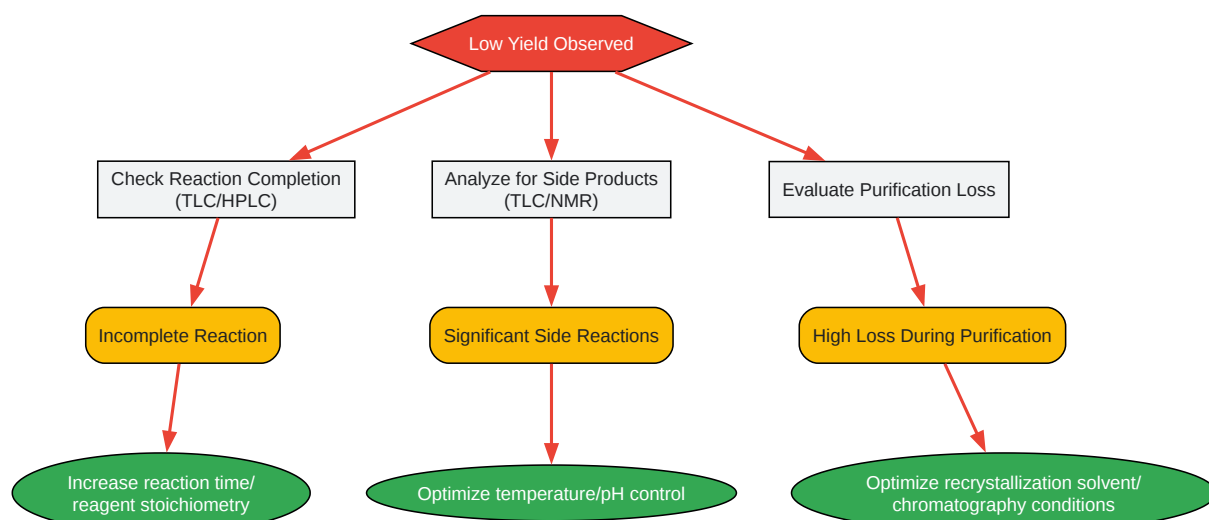 Low Yield Observed
Check Reaction Completion
(TLC/HPLC)
Analyze for Side Products
(TLC/NMR)
Evaluate Purification Loss
Incomplete Reaction
Significant Side Reactions
High Loss During Purification
Increase reaction time/
reagent stoichiometry
Optimize temperature/pH control
Optimize recrystallization solvent/
chromatography conditions